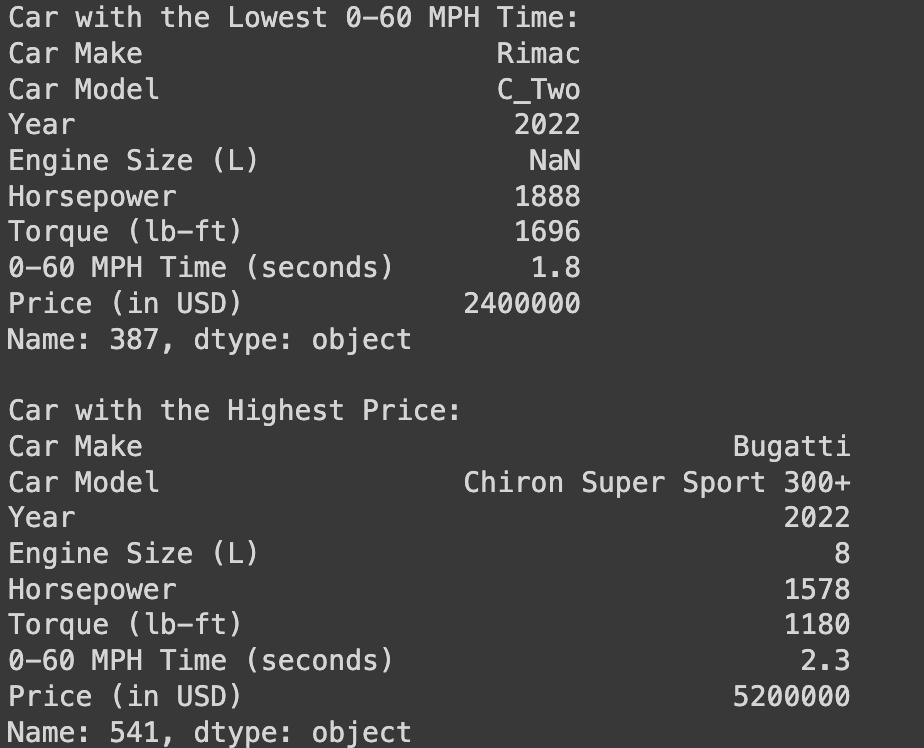 Car with the Lowest 0-60 MPH Time:
Car Make Rimac
Car Model C_Two
Year 2022
Engine Size (L) NaN
Horsepower 1888
Torque (lb-ft) 1696
0-60 MPH Time (seconds) 1.8
Price (in USD) 2400000
Name: 387, dtype: object
Car with the Highest Price:
Car Make Bugatti
Car Model Chiron Super Sport 300+
Year 2022
Engine Size (L) 8
Horsepower 1578
Torque (lb-ft) 1180
0-60 MPH Time (seconds) 2.3
Price (in USD) 5200000
Name: 541, dtype: object